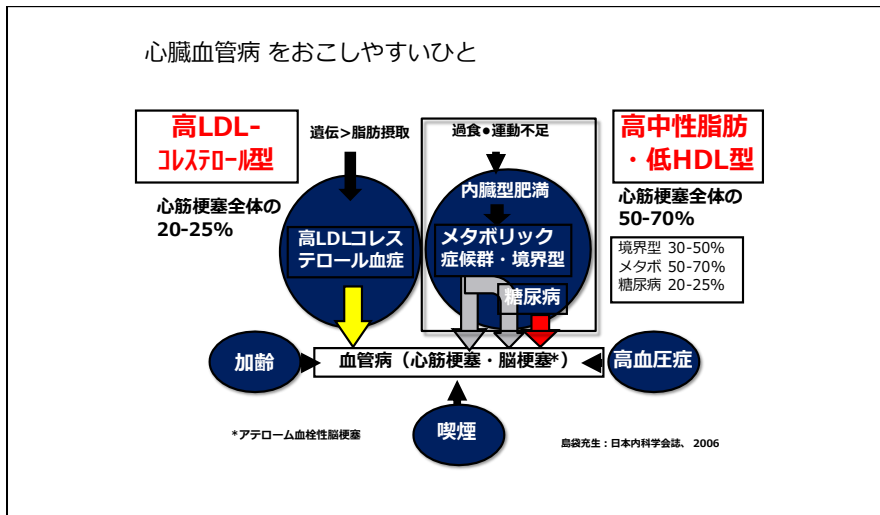 心臓血管病 をおこしやすいひと
高LDL-
コレステロール型
遺伝>脂肪摂取
過食●運動不足
高中性脂肪
・低HDL型
心筋梗塞全体の
20-25%
内臓型肥満
心筋梗塞全体の
50-70%
高LDLコレス
テロール血症
メタボリック
症候群・境界型
境界型 30-50%
メタボ 50-70%
糖尿病 20-25%
糖尿病
加齢
血管病(心筋梗塞・脳梗塞*)
高血圧症
喫煙
*アテローム血栓性脳梗塞
島袋充生:日本内科学会誌、2006